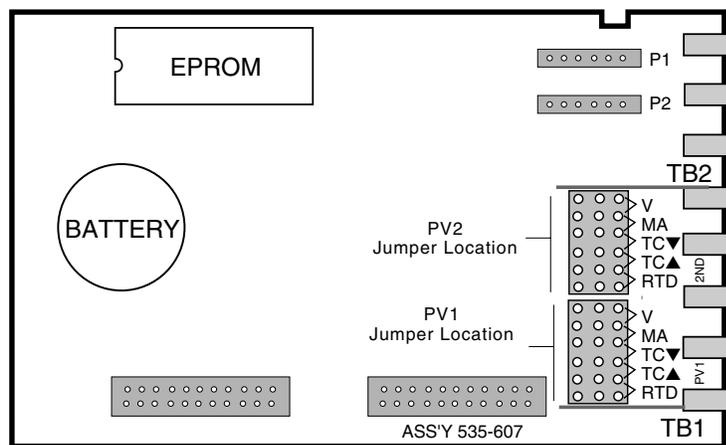 EPROM
P1
P2
TB2
BATTERY
PV2
Jumper Location
V
MA
TC▼
TC▲
RTD
2ND
PV1
Jumper Location
V
MA
TC▼
TC▲
RTD
PV1
ASS'Y 535-607
TB1